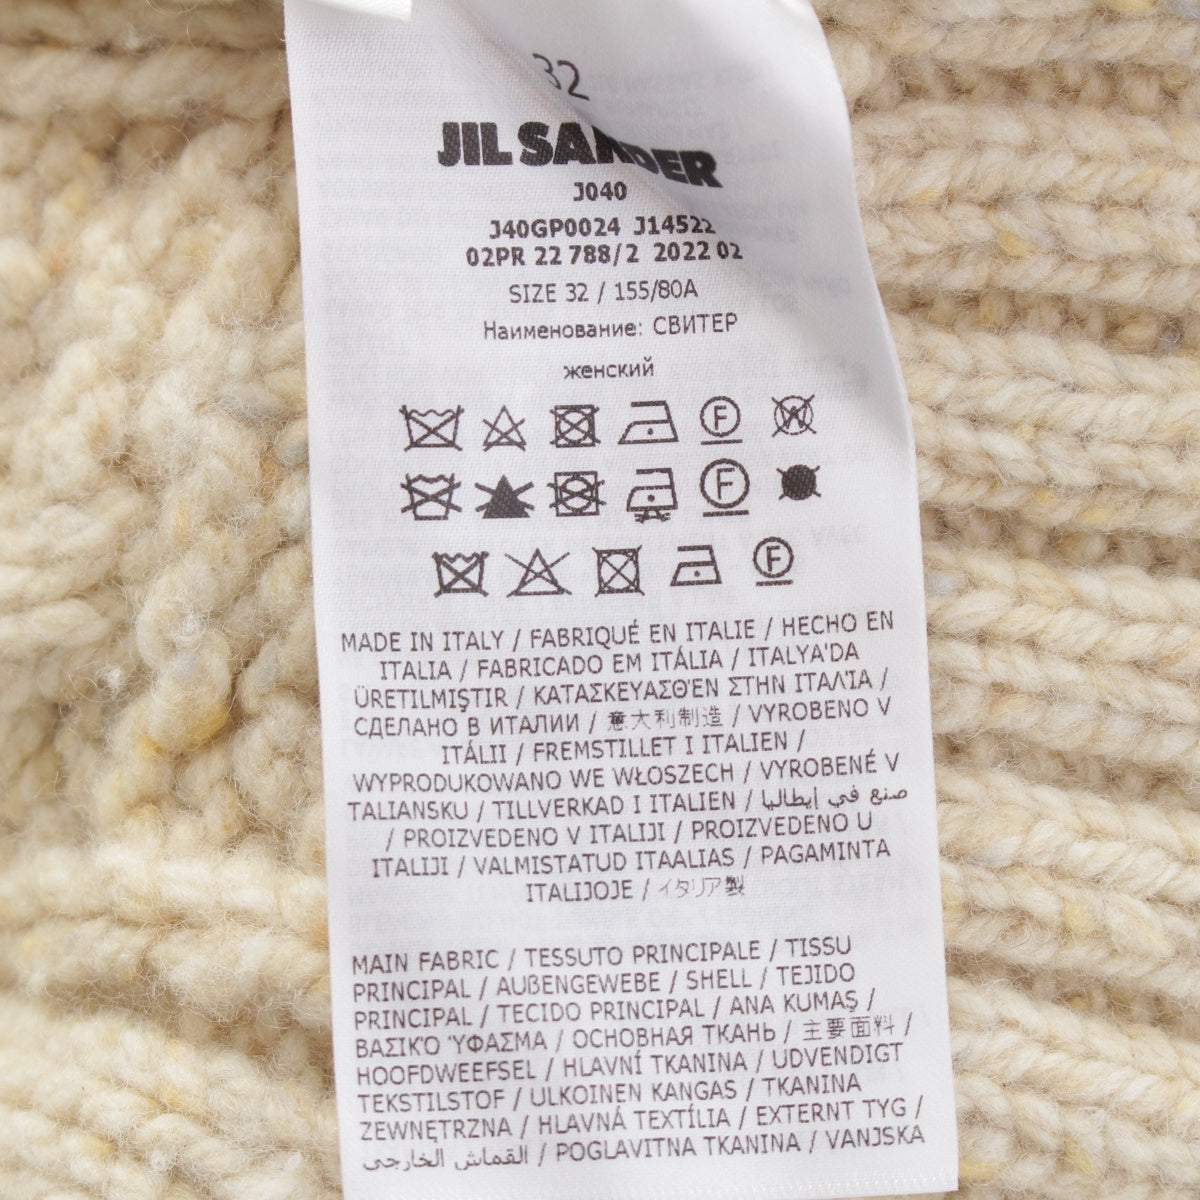 32
JIL SANDER
J040
J40GP0024 J14522
02PR 22 788/2 2022 02
SIZE 32 / 155/80A
Наименование: СВИТЕР
женский
F W
F
F
MADE IN ITALY / FABRIQUÉ EN ITALIE / HECHO EN
ITALIA / FABRICADO EM ITÁLIA / ITALYA'DA
ÜRETILMIŞTIR / ΚΑΤΑΣΚΕΥΑΣΘ'ΕΝ ΣΤΗΝ ΙΤΑΛ'ΙΑ /
СДЕЛАНО В ИТАЛИИ / 意大利制造 / VYROBENO V
ITÁLII / FREMSTILLET I ITALIEN /
WYPRODUKOWANO WE WŁOSZECH / VYROBENÉ V
TALIANSKU / TILLVERKAD I ITALIEN / صنع في إيطاليا
/ PROIZVEDENO V ITALIJI / PROIZVEDENO U
ITALIJI / VALMISTATUD ITAALIAS / PAGAMINTA
ITALIJOJE / イタリア製
MAIN FABRIC / TESSUTO PRINCIPALE / TISSU
PRINCIPAL / AUßENGEWEBE / SHELL / TEJIDO
PRINCIPAL / TECIDO PRINCIPAL / ANA KUMAŞ /
ΒΑΣΙΚ'Ο 'ΎΦΑΣΜΑ / ОСНОВНАЯ ТКАНЬ / 主要面料 /
HOOFDWEEFSEL / HLAVNÍ TKANINA / UDVENDIGT
TEKSTILSTOF / ULKOINEN KANGAS / TKANINA
ZEWNĘTRZNA / HLAVNÁ TEXTÍLIA / EXTERNT TYG /
القماش الخارجي / POGLAVITNA TKANINA / VANJSKA